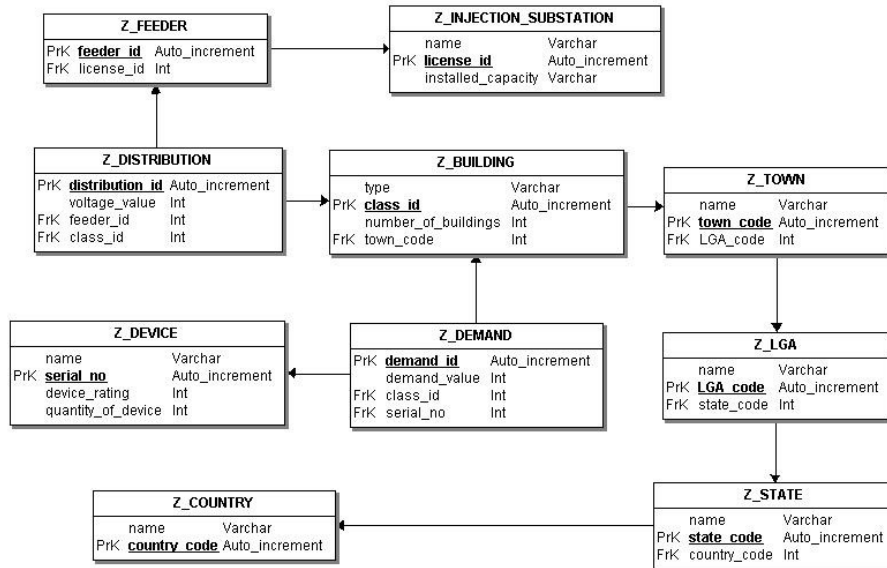 Z_FEEDER
PrK feeder_id Auto_increment
FrK license_id Int
Z_INJECTION_SUBSTATION
name Varchar
PrK license_id Auto_increment
installed_capacity Varchar
Z_DISTRIBUTION
PrK distribution_id Auto_increment
voltage_value Int
FrK feeder_id Int
FrK class_id Int
Z_BUILDING
type Varchar
PrK class_id Auto_increment
number_of_buildings Int
FrK town_code Int
Z_TOWN
name Varchar
PrK town_code Auto_increment
FrK LGA_code Int
Z_DEVICE
name Varchar
PrK serial_no Auto_increment
device_rating Int
quantity_of_device Int
Z_DEMAND
PrK demand_id Auto_increment
demand_value Int
FrK class_id Int
FrK serial_no Int
Z_LGA
name Varchar
PrK LGA_code Auto_increment
FrK state_code Int
Z_COUNTRY
name Varchar
PrK country_code Auto_increment
Z_STATE
name Varchar
PrK state_code Auto_increment
FrK country_code Int